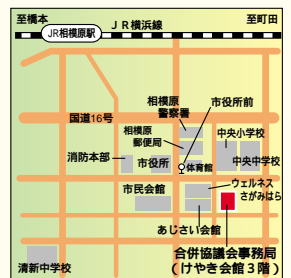 至橋本
JR横浜線
至町田
JR相模原駅
国道16号
相模原
警察署
市役所前
相模原
郵便局
中央小学校
消防本部
市役所
体育館
中央中学校
市民会館
ウェルネス
さがみはら
あじさい会館
合併協議会事務局
(けやき会館3階)
清新中学校